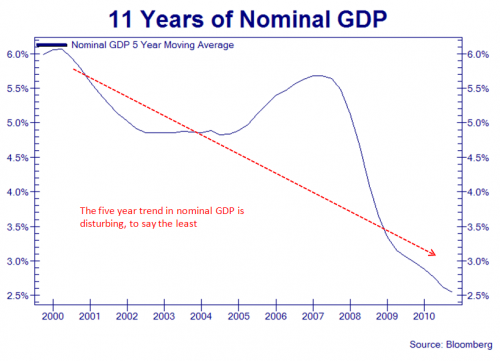 11 Years of Nominal GDP
Nominal GDP 5 Year Moving Average
6.0% 6.0%
5.5% 5.5%
5.0% 5.0%
4.5% 4.5%
4.0% 4.0%
3.5% 3.5%
The five year trend in nominal GDP is
disturbing, to say the least
3.0% 3.0%
2.5% 2.5%
2000 2001 2002 2003 2004 2005 2006 2007 2008 2009 2010
Source: Bloomberg